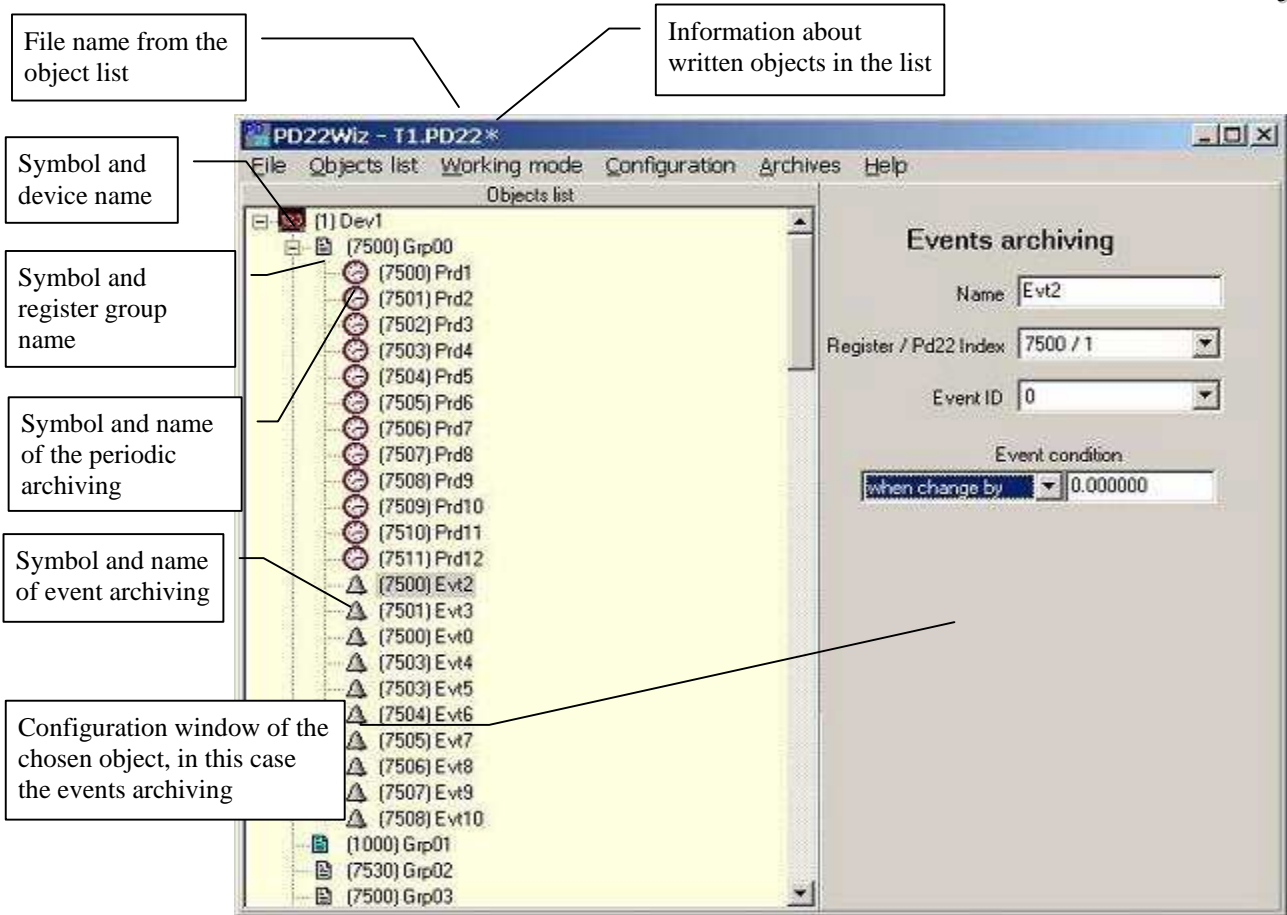 File name from the
object list
Information about
written objects in the list
Symbol and
device name
Symbol and
register group
name
Symbol and name
of the periodic
archiving
Symbol and name
of event archiving
Configuration window of the
chosen object, in this case
the events archiving
PD22Wiz - T1.PD22*
File Objects list Working mode Configuration Archives Help
Objects list
(1) Dev1
(7500) Grp00
(7500) Prd1
(7501) Prd2
(7502) Prd3
(7503) Prd4
(7504) Prd5
(7505) Prd6
(7506) Prd7
(7507) Prd8
(7508) Prd9
(7509) Prd10
(7510) Prd11
(7511) Prd12
(7500) Evt2
(7501) Evt3
(7500) Evt0
(7503) Evt4
(7503) Evt5
(7504) Evt6
(7505) Evt7
(7506) Evt8
(7507) Evt9
(7508) Evt10
(1000) Grp01
(7530) Grp02
(7500) Grp03
Events archiving
Name Evt2
Register / Pd22 Index 7500 / 1
Event ID 0
Event condition
when change by 0.000000